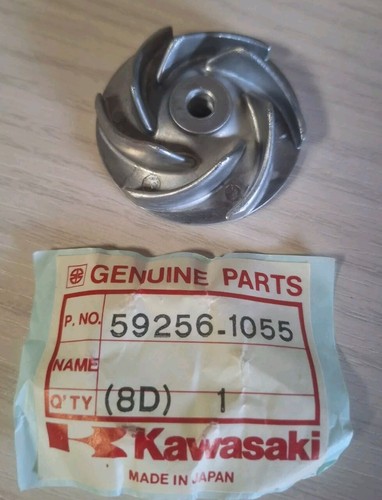 GENUINE PARTS
P. NO. 59256-1055
NAME
Q'TY (8D) 1
Kawasaki
MADE IN JAPAN